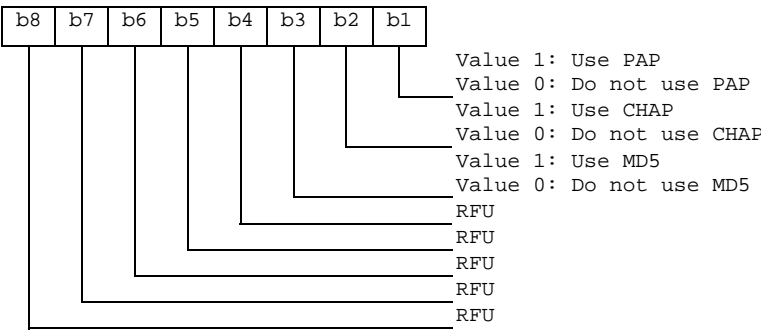 b8 b7 b6 b5 b4 b3 b2 b1
Value 1: Use PAP
Value 0: Do not use PAP
Value 1: Use CHAP
Value 0: Do not use CHAP
Value 1: Use MD5
Value 0: Do not use MD5
RFU
RFU
RFU
RFU
RFU